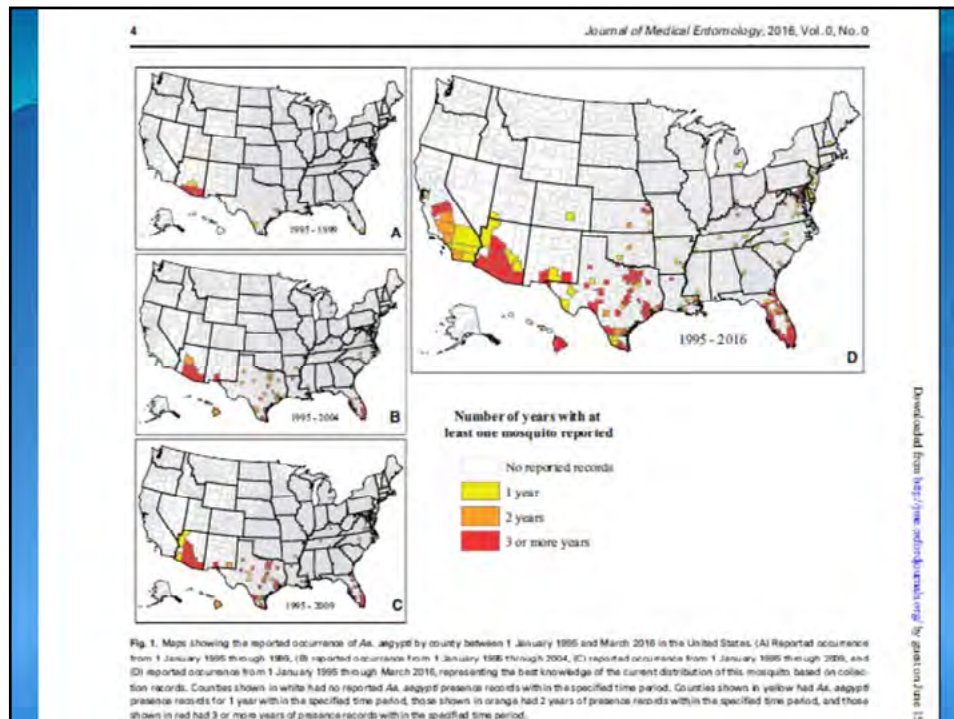 4
Journal of Medical Entomology, 2016, Vol. 0, No. 0
1995 - 1999
A
1995 - 2004
B
1995 - 2009
C
1995 - 2016
D
Number of years with at
least one mosquito reported
No reported records
1 year
2 years
3 or more years
Downloaded from http://jme.oxfordjournals.org/ by guest on June 15
Fig. 1. Maps showing the reported occurrence of Ae. aegypti by county between 1 January 1995 and March 2016 in the United States. (A) Reported occurrence
from 1 January 1995 through 1999, (B) reported occurrence from 1 January 1995 through 2004, (C) reported occurrence from 1 January 1995 through 2009, and
(D) reported occurrence from 1 January 1995 through March 2016, representing the best knowledge of the current distribution of this mosquito based on collec-
tion records. Counties shown in white had no reported Ae. aegypti presence records within the specified time period. Counties shown in yellow had Ae. aegypti
presence records for 1 year within the specified time period, those shown in orange had 2 years of presence records within the specified time period, and those
shown in red had 3 or more years of presence records within the specified time period.